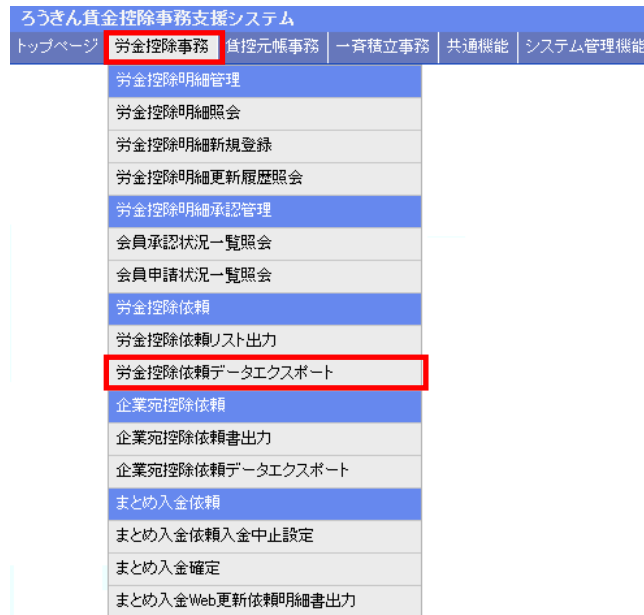 ろうきん賃金控除事務支援システム
トップページ 労金控除事務 賃控元帳事務 一斉積立事務 共通機能 システム管理機能
労金控除明細管理
労金控除明細照会
労金控除明細新規登録
労金控除明細更新履歴照会
労金控除明細承認管理
会員承認状況一覧照会
会員申請状況一覧照会
労金控除依頼
労金控除依頼リスト出力
労金控除依頼データエクスポート
企業宛控除依頼
企業宛控除依頼書出力
企業宛控除依頼データエクスポート
まとめ入金依頼
まとめ入金依頼入金中止設定
まとめ入金確定
まとめ入金Web更新依頼明細書出力